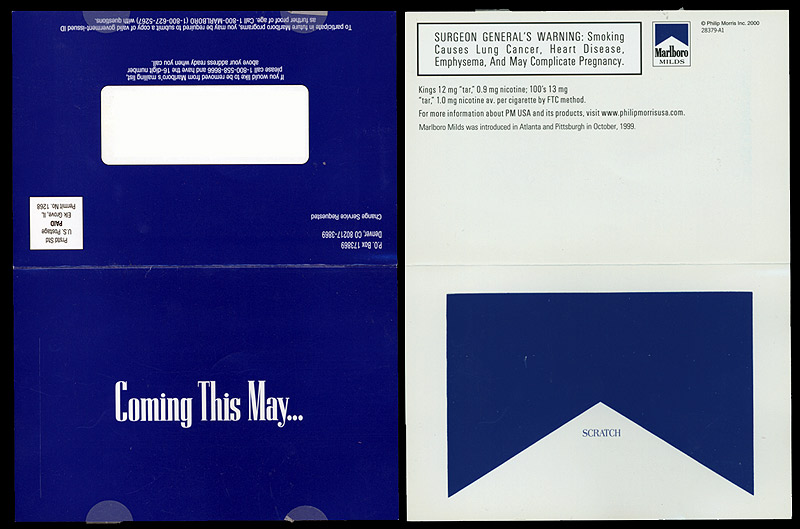 To participate in future Marlboro programs, you may be required to submit a copy of valid government-issued ID
as further proof of age. Call 1-800-MARLBORO (1-800-627-5267) with questions.
If you would like to be removed from Marlboro's mailing list,
please call 1-800-558-8666 and have the 16-digit number
above your address ready when you call.
Prstd Std
U.S. Postage
PAID
Elk Grove, IL
Permit No. 1268
P.O. Box 173869
Denver, CO 80217-3869
Change Service Requested
Coming This May...
SURGEON GENERAL'S WARNING: Smoking
Causes Lung Cancer, Heart Disease,
Emphysema, And May Complicate Pregnancy.
Marlboro
MILDS
© Philip Morris Inc. 2000
28379-A1
Kings 12 mg "tar," 0.9 mg nicotine; 100's 13 mg
"tar," 1.0 mg nicotine av. per cigarette by FTC method.
For more information about PM USA and its products, visit www.philipmorrisusa.com.
Marlboro Milds was introduced in Atlanta and Pittsburgh in October, 1999.
SCRATCH